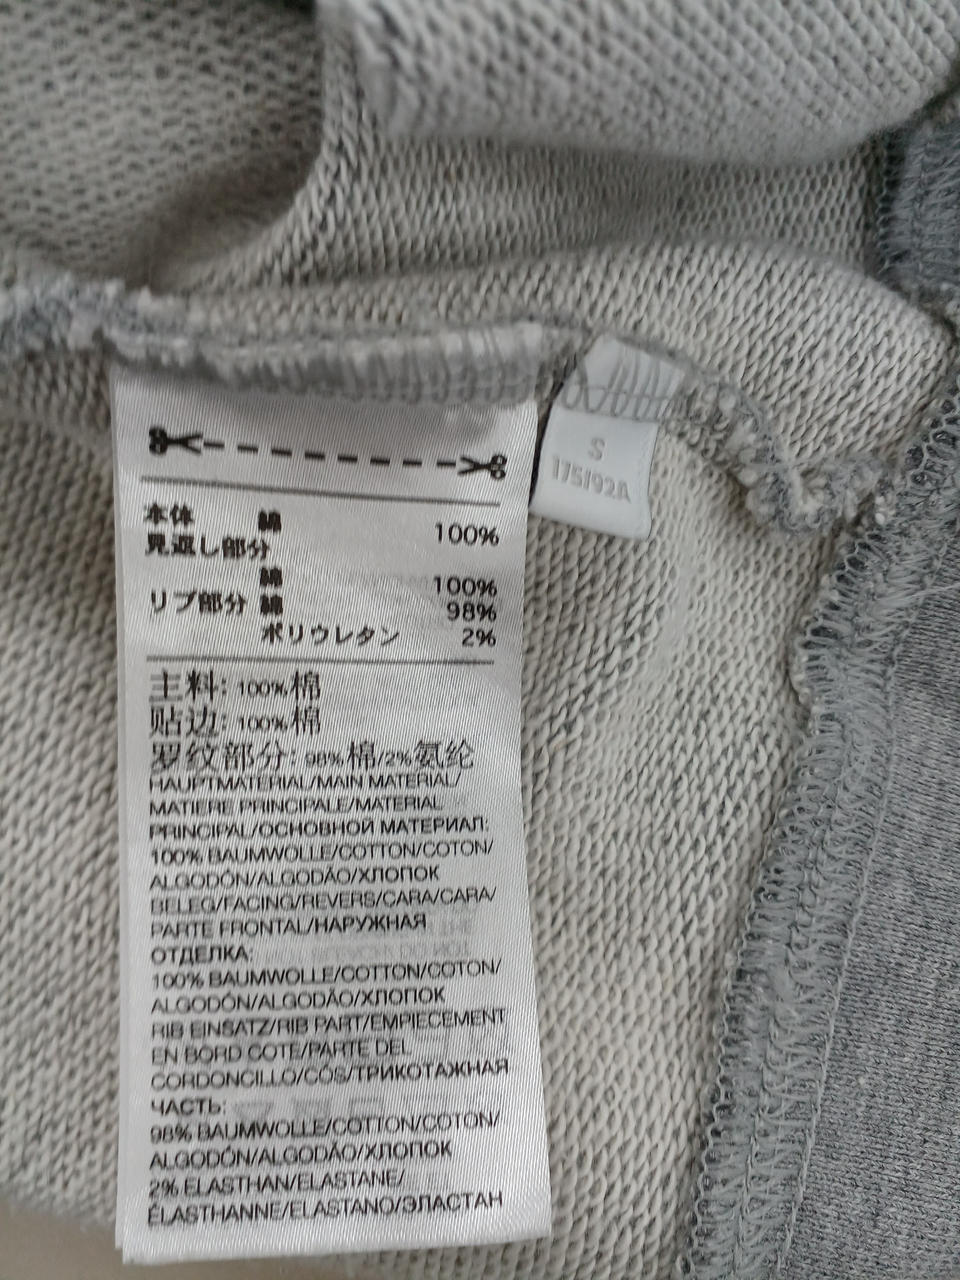 本体 綿 100%
見返し部分
綿 100%
リブ部分 綿 98%
ポリウレタン 2%
主料: 100%棉
贴边: 100%棉
罗纹部分: 98%棉/2%氨纶
HAUPTMATERIAL/MAIN MATERIAL/
MATIERE PRINCIPALE/MATERIAL
PRINCIPAL/ОСНОВНОЙ МАТЕРИАЛ:
100% BAUMWOLLE/COTTON/COTON/
ALGODÓN/ALGODÃO/ХЛОПОК
BELEG/FACING/REVERS/CARA/CARA/
PARTE FRONTAL/НАРУЖНАЯ
ОТДЕЛКА:
100% BAUMWOLLE/COTTON/COTON/
ALGODÓN/ALGODÃO/ХЛОПОК
RIB EINSATZ/RIB PART/EMPIECEMENT
EN BORD COTE/PARTE DEL
CORDONCILLO/CÓS/ТРИКОТАЖНАЯ
ЧАСТЬ:
98% BAUMWOLLE/COTTON/COTON/
ALGODÓN/ALGODÃO/ХЛОПОК
2% ELASTHAN/ELASTANE/
ÉLASTHANNE/ELASTANO/ЭЛАСТАН
S
175/92A